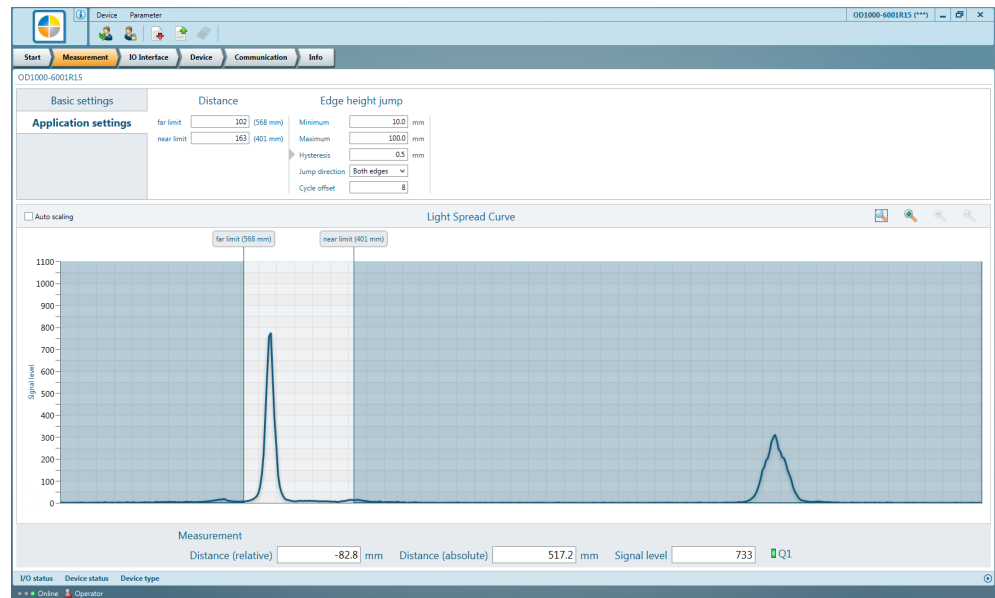 Device Parameter OD1000-6001R15 (***)
Start Measurement IO Interface Device Communication Info
OD1000-6001R15
Basic settings Distance Edge height jump
Application settings far limit 102 (568 mm) Minimum 10.0 mm
near limit 163 (401 mm) Maximum 100.0 mm
Hysteresis 0.5 mm
Jump direction Both edges
Cycle offset 8
Auto scaling Light Spread Curve
far limit (568 mm) near limit (401 mm)
1100
1000
900
800
700
600
500
400
300
200
100
0
Signal level
Measurement
Distance (relative) -82.8 mm Distance (absolute) 517.2 mm Signal level 733 Q1
I/O status Device status Device type
Online Operator